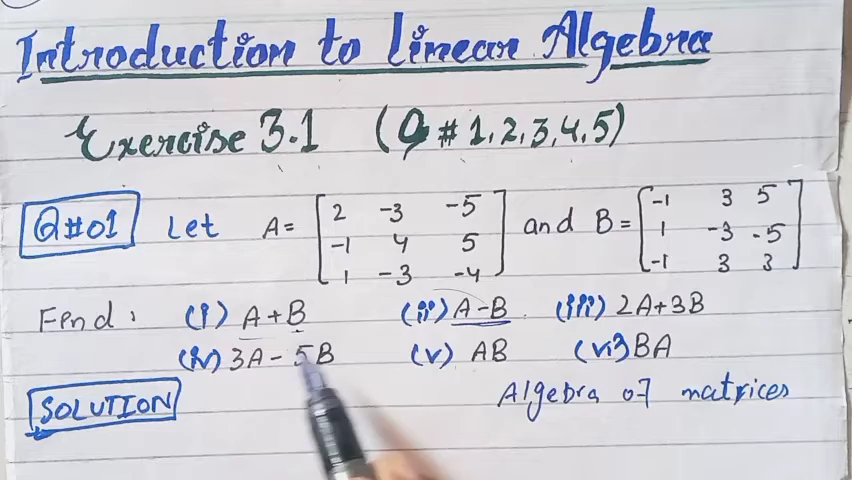 Introduction to Linear Algebra
Exercise 3.1 (Q # 1,2,3,4,5)
Q#01 Let A= [2 -3 -5 and B= [-1 3 5
-1 4 5 1 -3 -5
1 -3 -4] -1 3 3]
Fend: (i) A+B (ii) A-B (iii) 2A+3B
(iv) 3A-5B (v) AB (vi) BA
SOLUTION Algebra of matrices